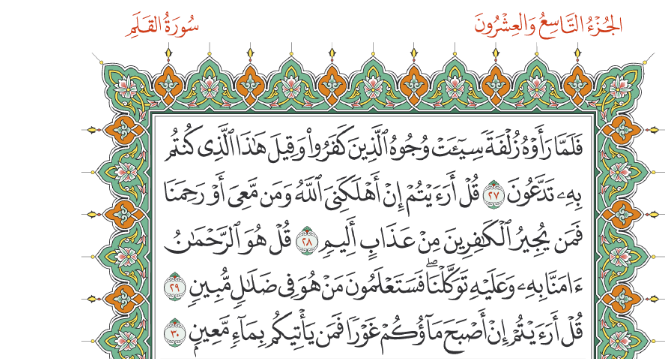 الجُزْءُ التَّاسِعُ وَالعِشْرُونَ
سُورَةُ القَلَمِ
فَلَمَّا رَأَوْهُ زُلْفَةً سِيٓـَٔتْ وُجُوهُ ٱلَّذِينَ كَفَرُوا۟ وَقِيلَ هَـٰذَا ٱلَّذِى كُنتُم
بِهِۦ تَدَّعُونَ ٢٧ قُلْ أَرَءَيْتُمْ إِنْ أَهْلَكَنِىَ ٱللَّهُ وَمَن مَّعِىَ أَوْ رَحِمَنَا
فَمَن يُجِيرُ ٱلْكَـٰفِرِينَ مِنْ عَذَابٍ أَلِيمٍ ٢٨ قُلْ هُوَ ٱلرَّحْمَـٰنُ
ءَامَنَّا بِهِۦ وَعَلَيْهِ تَوَكَّلْنَا ۖ فَسَتَعْلَمُونَ مَنْ هُوَ فِى ضَلَـٰلٍ مُّبِينٍ ٢٩
قُلْ أَرَءَيْتُمْ إِنْ أَصْبَحَ مَآؤُكُمْ غَوْرًا فَمَن يَأْتِيكُم بِمَآءٍ مَّعِينٍۭ ٣٠